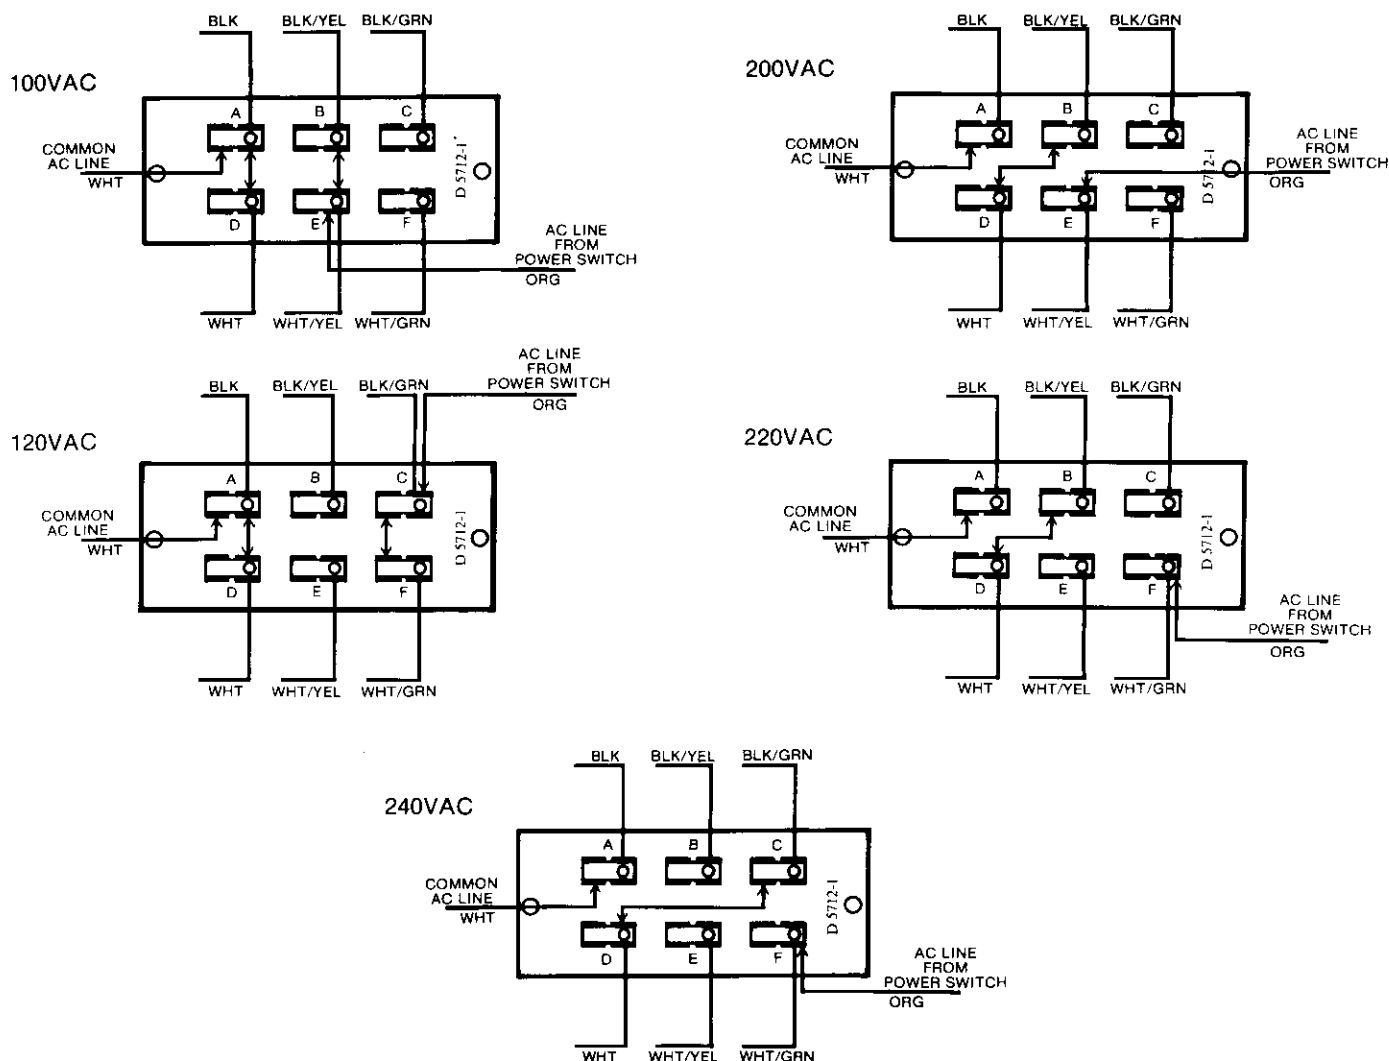 100VAC
BLK
BLK/YEL
BLK/GRN
A
B
C
COMMON
AC LINE
WHT
D
E
F
D 5712-1
AC LINE
FROM
POWER SWITCH
ORG
WHT
WHT/YEL
WHT/GRN
200VAC
BLK
BLK/YEL
BLK/GRN
A
B
C
COMMON
AC LINE
WHT
D
E
F
D 5712-1
AC LINE
FROM
POWER SWITCH
ORG
WHT
WHT/YEL
WHT/GRN
120VAC
BLK
BLK/YEL
BLK/GRN
AC LINE
FROM
POWER SWITCH
ORG
A
B
C
COMMON
AC LINE
WHT
D
E
F
D 5712-1
WHT
WHT/YEL
WHT/GRN
220VAC
BLK
BLK/YEL
BLK/GRN
A
B
C
COMMON
AC LINE
WHT
D
E
F
D 5712-1
AC LINE
FROM
POWER SWITCH
ORG
WHT
WHT/YEL
WHT/GRN
240VAC
BLK
BLK/YEL
BLK/GRN
A
B
C
COMMON
AC LINE
WHT
D
E
F
D 5712-1
AC LINE
FROM
POWER SWITCH
ORG
WHT
WHT/YEL
WHT/GRN